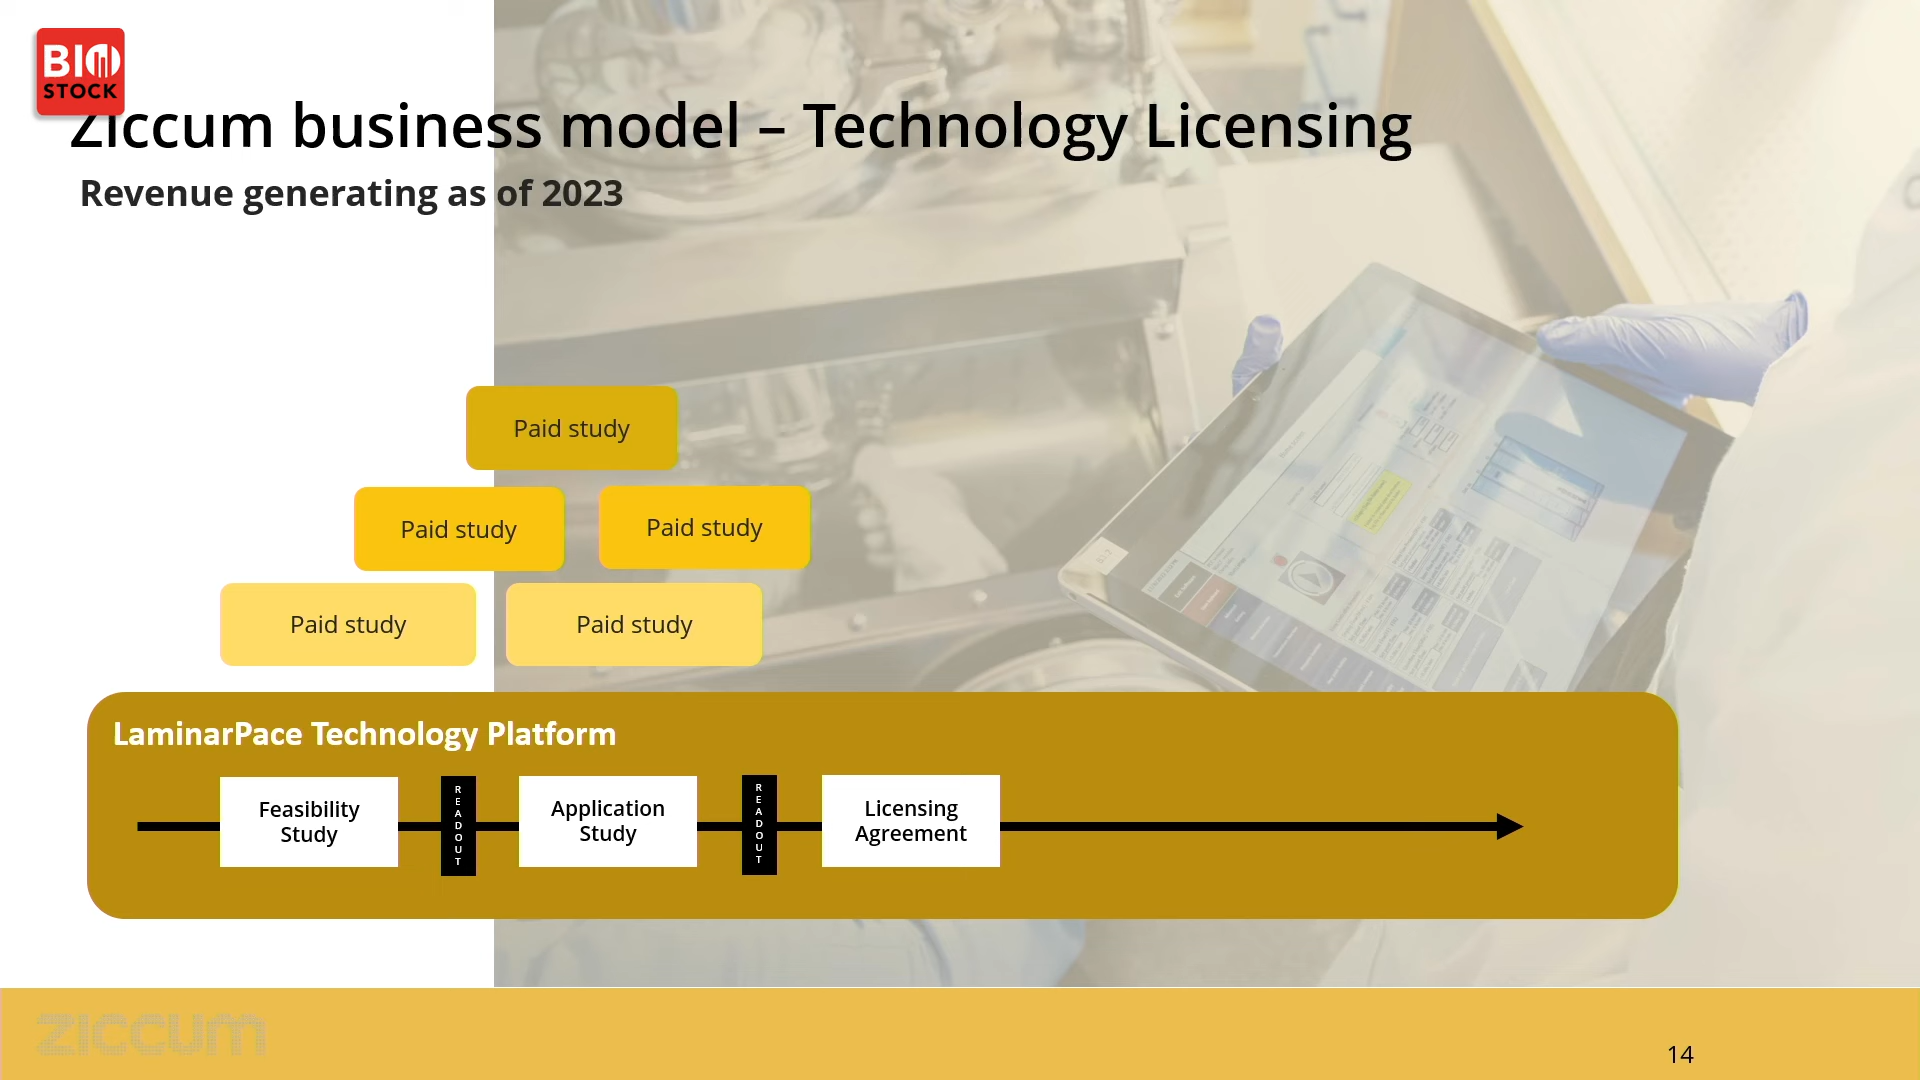 BIO
STOCK
Ziccum business model – Technology Licensing
Revenue generating as of 2023
Paid study
Paid study
Paid study
Paid study
Paid study
LaminarPace Technology Platform
Feasibility
Study
READOUT
Application
Study
READOUT
Licensing
Agreement
ziccum
14